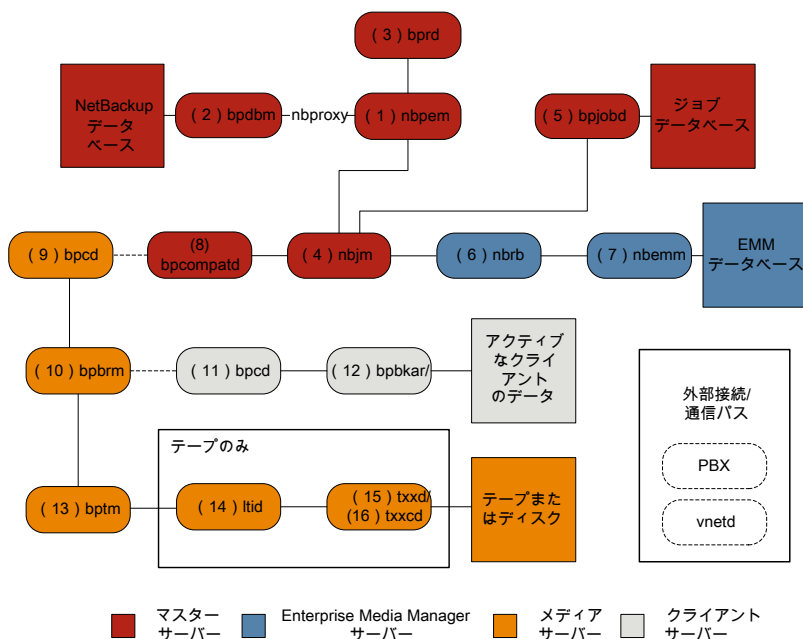 ( 3 ) bprd
NetBackup
データ
ベース
( 2 ) bpdbm
nbproxy
( 1 ) nbpem
( 5 ) bpjobd
ジョブ
データベース
( 9 ) bpcd
(8)
bpcompatd
( 4 ) nbjm
( 6 ) nbrb
( 7 ) nbemm
EMM
データベース
( 10 ) bpbrm
( 11 ) bpcd
( 12 ) bpbkar/
アクティブ
なクライ
アント
のデータ
外部接続/
通信パス
PBX
vnetd
テープのみ
( 13 ) bptm
( 14 ) ltid
( 15 ) txxd/
(16) txxcd
テープまた
はディスク
マスター
サーバー
Enterprise Media Manager
サーバー
メディア
サーバー
クライアント
サーバー